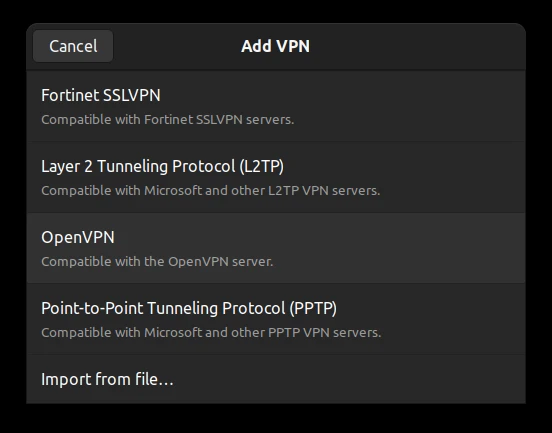 Cancel
Add VPN
Fortinet SSLVPN
Compatible with Fortinet SSLVPN servers.
Layer 2 Tunneling Protocol (L2TP)
Compatible with Microsoft and other L2TP VPN servers.
OpenVPN
Compatible with the OpenVPN server.
Point-to-Point Tunneling Protocol (PPTP)
Compatible with Microsoft and other PPTP VPN servers.
Import from file…